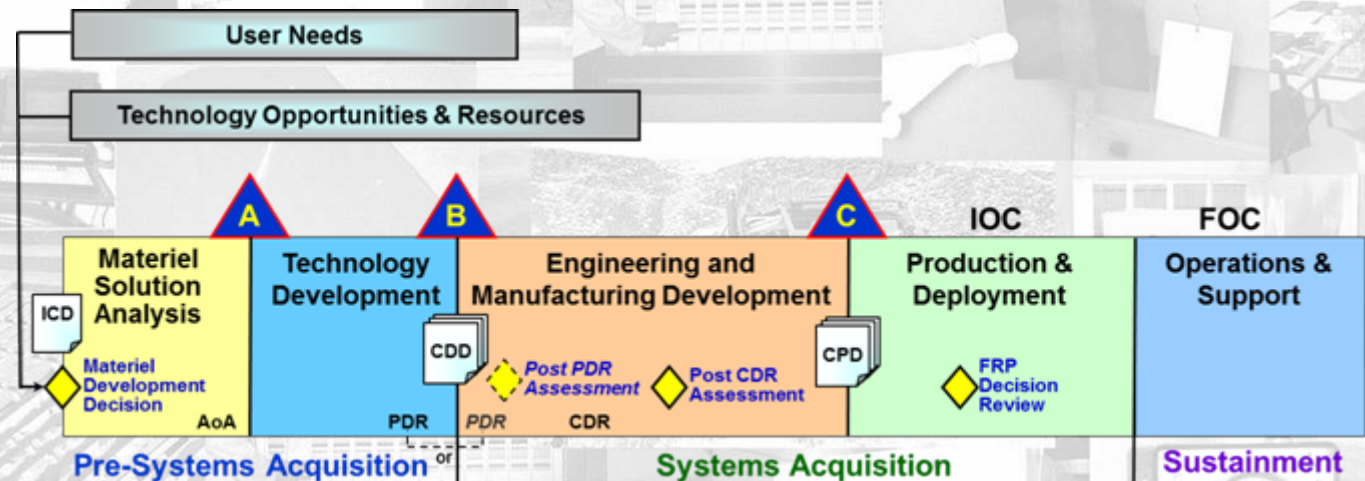 User Needs
Technology Opportunities & Resources
A
B
C
IOC
FOC
Materiel
Solution
Analysis
Technology
Development
Engineering and
Manufacturing Development
Production &
Deployment
Operations &
Support
ICD
CDD
CPD
Materiel
Development
Decision
Post PDR
Assessment
Post CDR
Assessment
FRP
Decision
Review
AoA
PDR
PDR
CDR
or
Pre-Systems Acquisition
Systems Acquisition
Sustainment